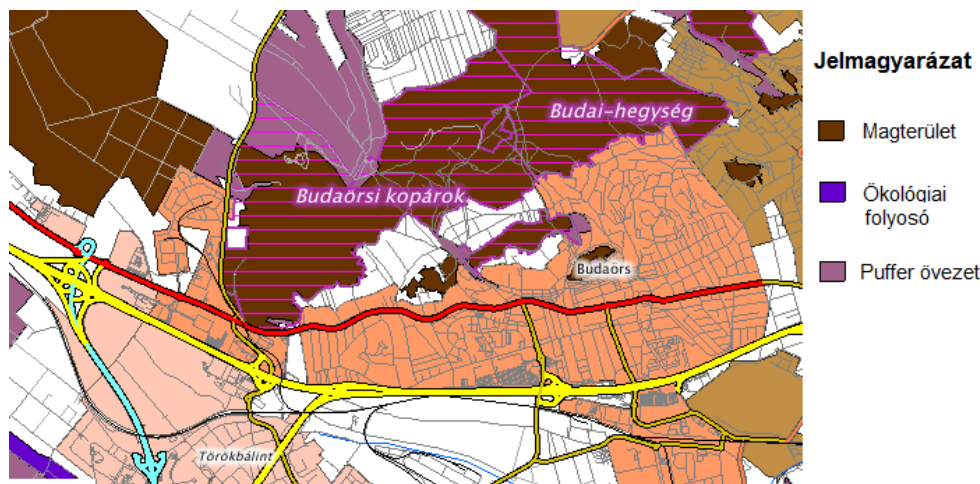 Budai-hegység
Budaörsi kopárok
Budaörs
Törökbálint
Jelmagyarázat
Magterület
Ökológiai
folyosó
Puffer övezet